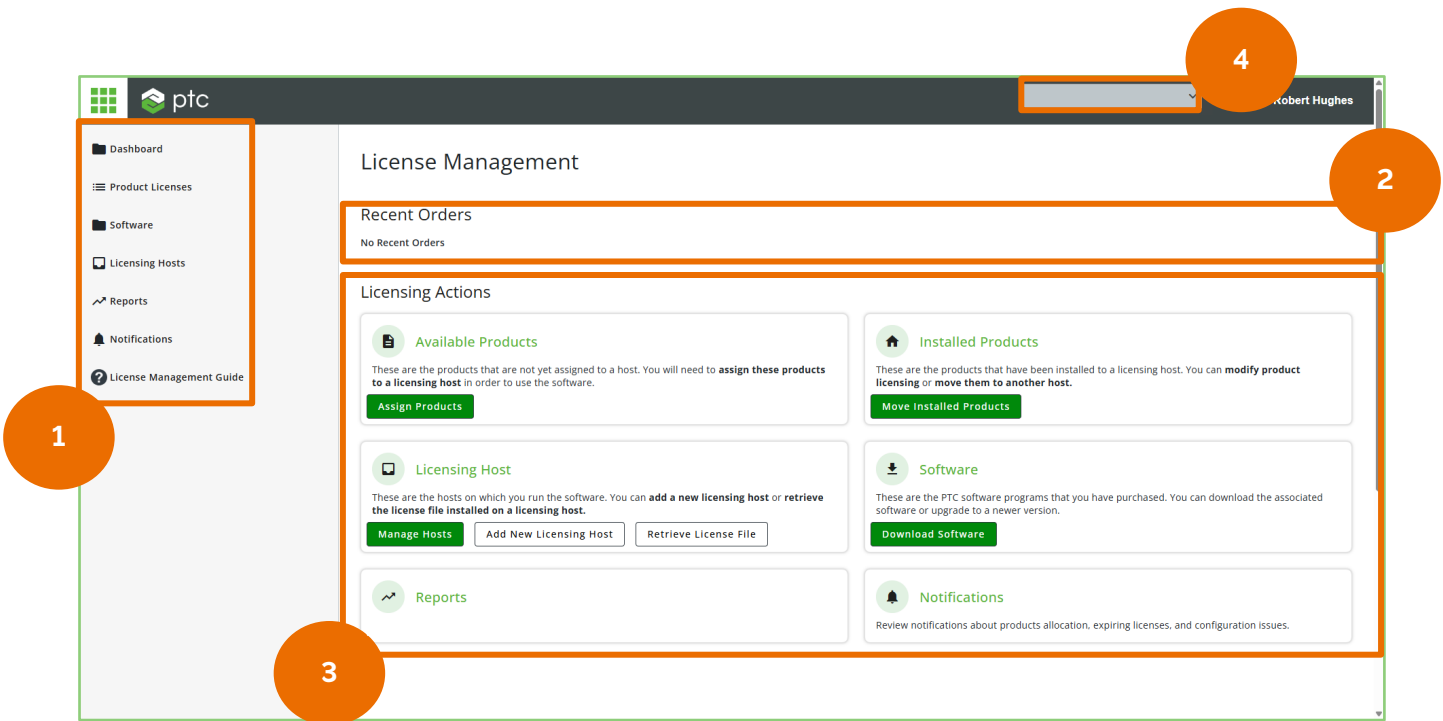 4
ptc
Robert Hughes
Dashboard
Product Licenses
Software
Licensing Hosts
Reports
Notifications
License Management Guide
1
License Management
2
Recent Orders
No Recent Orders
Licensing Actions
Available Products
These are the products that are not yet assigned to a host. You will need to assign these products
to a licensing host in order to use the software.
Assign Products
Installed Products
These are the products that have been installed to a licensing host. You can modify product
licensing or move them to another host.
Move Installed Products
Licensing Host
These are the hosts on which you run the software. You can add a new licensing host or retrieve
the license file installed on a licensing host.
Manage Hosts
Add New Licensing Host
Retrieve License File
Software
These are the PTC software programs that you have purchased. You can download the associated
software or upgrade to a newer version.
Download Software
Reports
Notifications
Review notifications about products allocation, expiring licenses, and configuration issues.
3